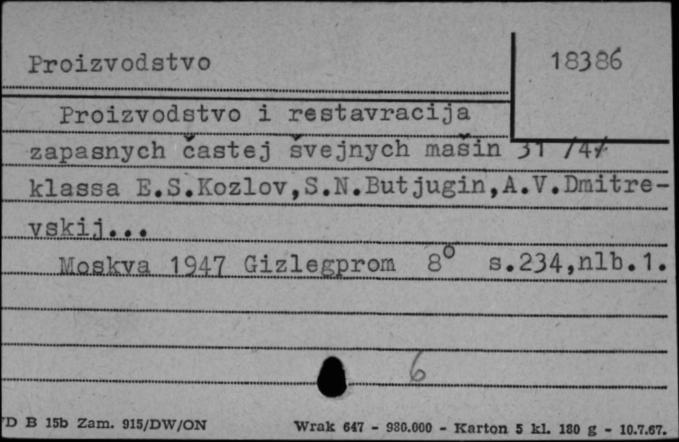 Proizvodstvo
18386
Proizvodstvo i restavracija
zapasnych častej švejnych mašin 31 /4/
klassa E.S.Kozlov,S.N.Butjugin,A.V.Dmitre-
vskij...
Moskva 1947 Gizlegprom 8° s.234,nlb.1.
6
D B 15b Zam. 915/DW/ON
Wrak 647 - 980.000 - Karton 5 kl. 180 g - 10.7.67.